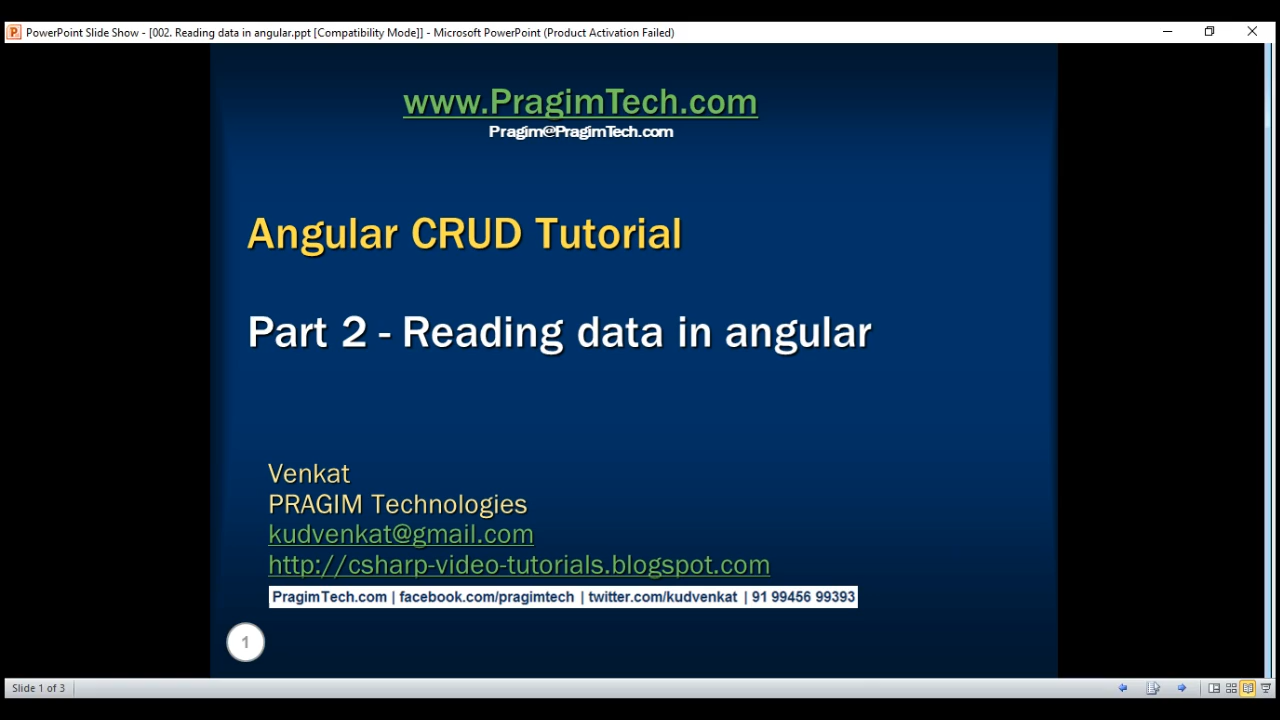 PowerPoint Slide Show - [002. Reading data in angular.ppt [Compatibility Mode]] - Microsoft PowerPoint (Product Activation Failed)
www.PragimTech.com
Pragim@PragimTech.com
Angular CRUD Tutorial
Part 2 - Reading data in angular
Venkat
PRAGIM Technologies
kudvenkat@gmail.com
http://csharp-video-tutorials.blogspot.com
PragimTech.com | facebook.com/pragimtech | twitter.com/kudvenkat | 91 99456 99393
1
Slide 1 of 3